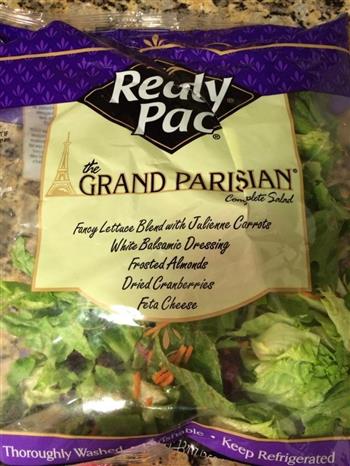 Ready
Pac®
the
GRAND PARISIAN®
Complete Salad
Fancy Lettuce Blend with Julienne Carrots
White Balsamic Dressing
Frosted Almonds
Dried Cranberries
Feta Cheese
Thoroughly Washed • Perishable • Keep Refrigerated